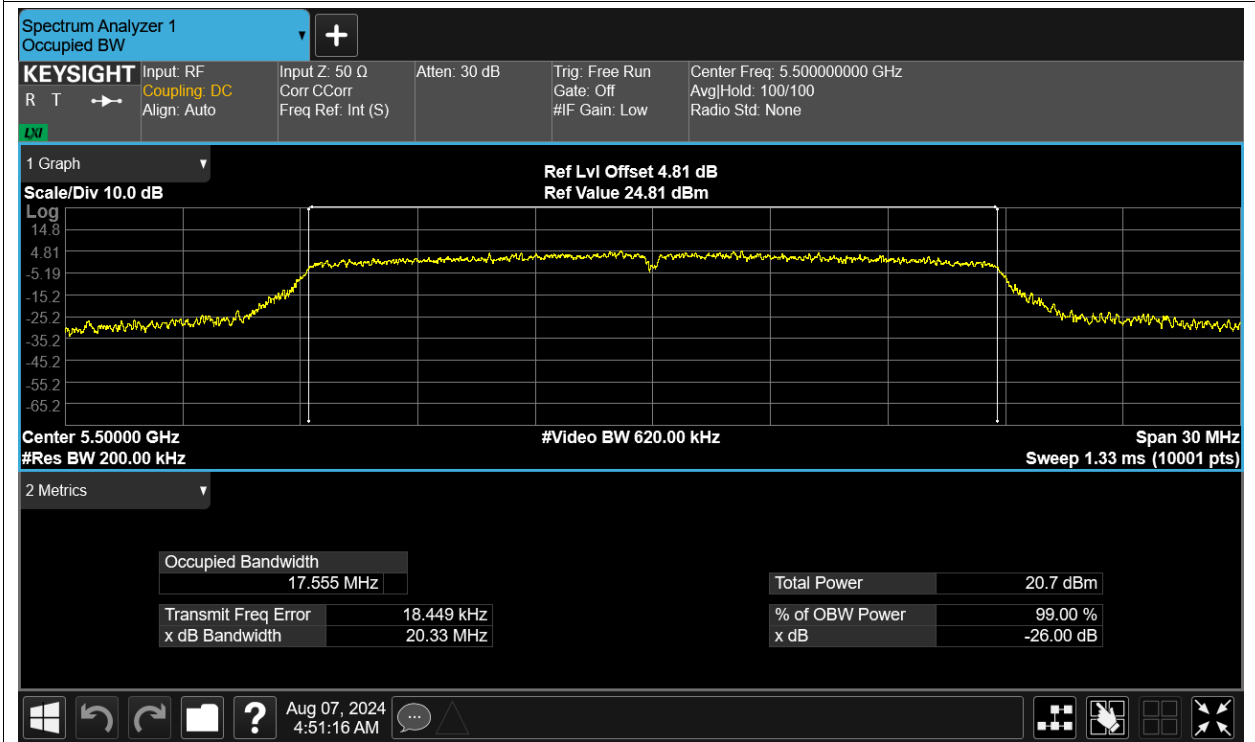 Spectrum Analyzer 1
Occupied BW
KEYSIGHT
R T
LXI
Input: RF
Coupling: DC
Align: Auto
Input Z: 50 Ω
Corr CCorr
Freq Ref: Int (S)
Atten: 30 dB
Trig: Free Run
Gate: Off
#IF Gain: Low
Center Freq: 5.500000000 GHz
Avg|Hold: 100/100
Radio Std: None
1 Graph
Scale/Div 10.0 dB
Ref Lvl Offset 4.81 dB
Ref Value 24.81 dBm
Log
14.8
4.81
-5.19
-15.2
-25.2
-35.2
-45.2
-55.2
-65.2
Center 5.50000 GHz
#Video BW 620.00 kHz
Span 30 MHz
#Res BW 200.00 kHz
Sweep 1.33 ms (10001 pts)
2 Metrics
Occupied Bandwidth
17.555 MHz
Transmit Freq Error 18.449 kHz
x dB Bandwidth 20.33 MHz
Total Power 20.7 dBm
% of OBW Power 99.00 %
x dB -26.00 dB
?
Aug 07, 2024
4:51:16 AM